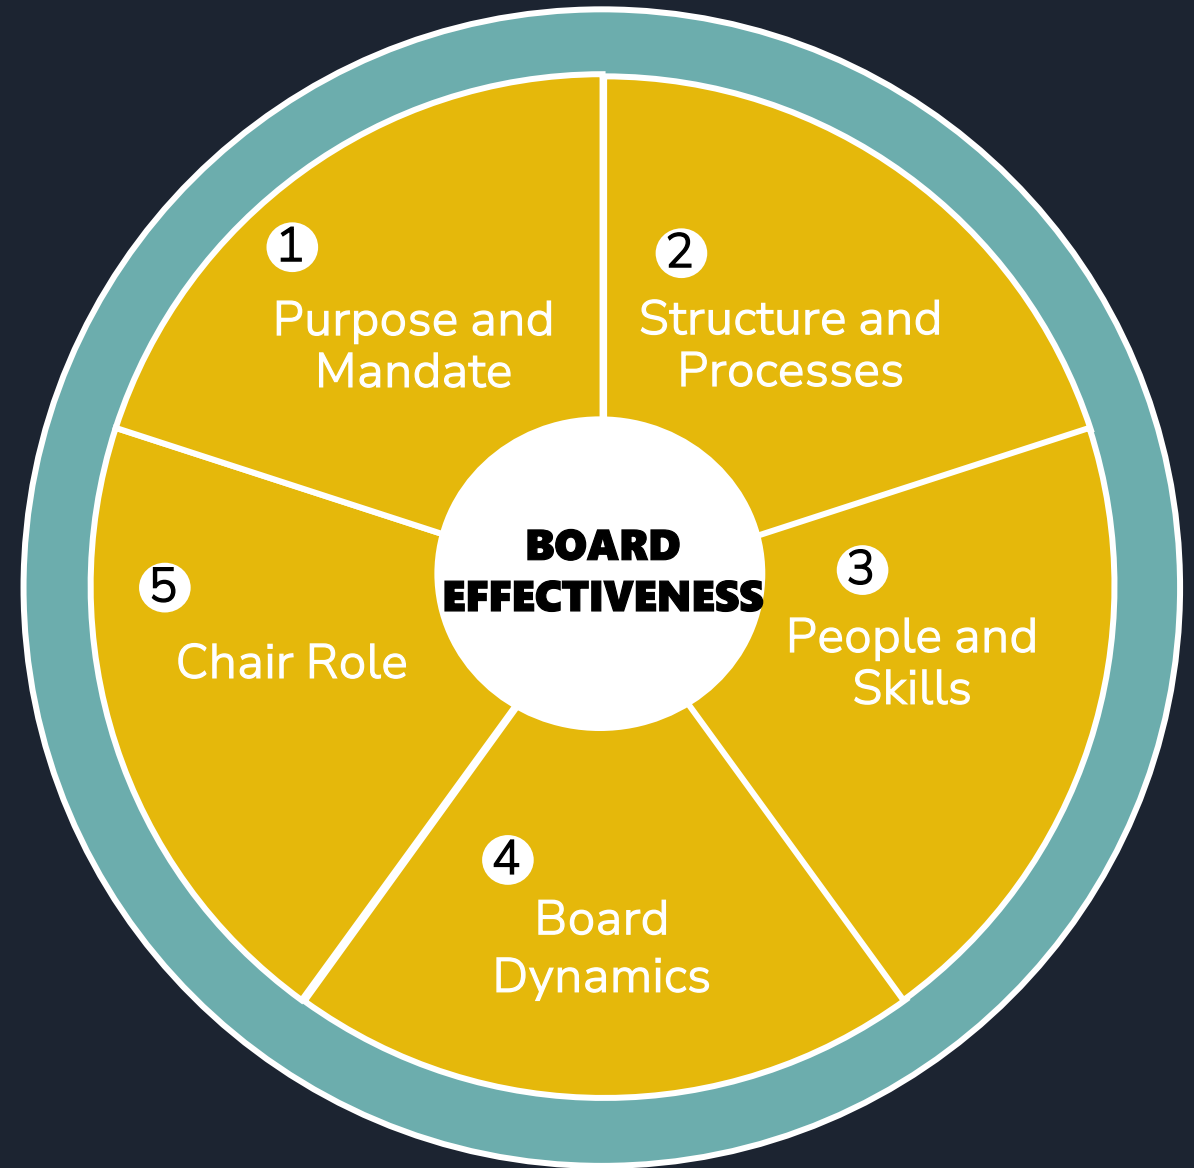 1
Purpose and
Mandate
2
Structure and
Processes
BOARD
EFFECTIVENESS
3
People and
Skills
4
Board
Dynamics
5
Chair Role